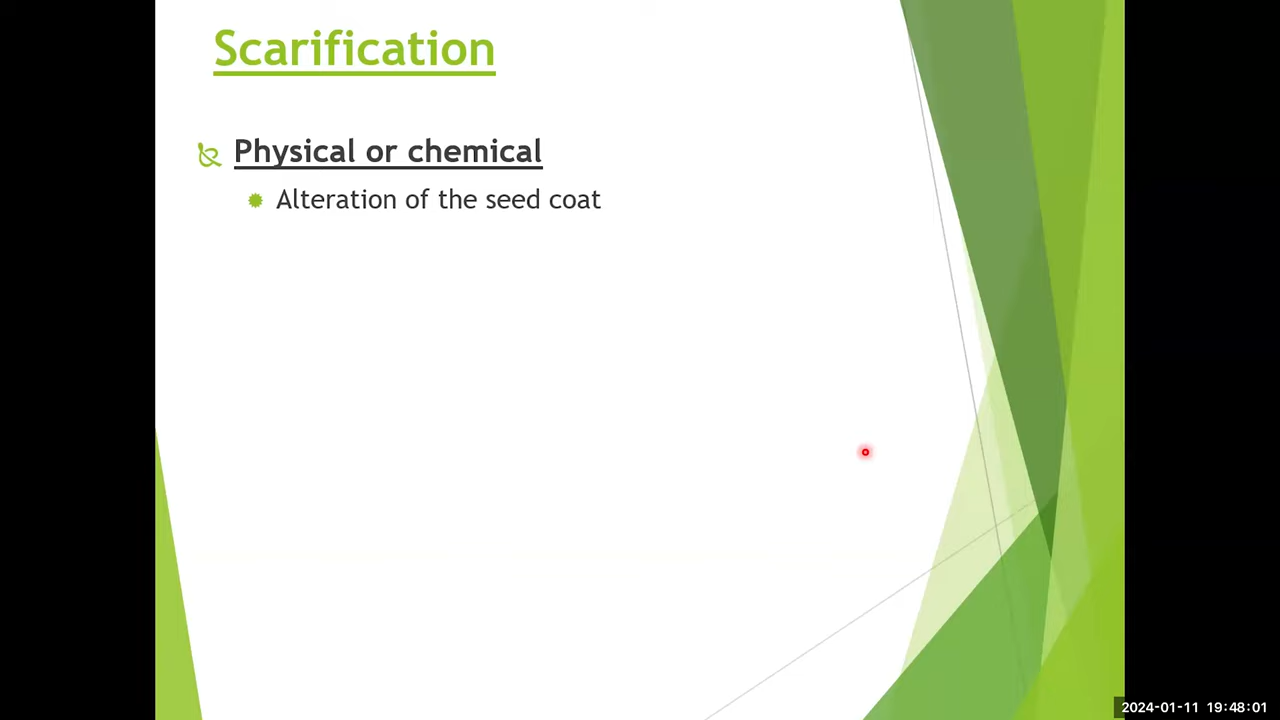 Scarification
Physical or chemical
Alteration of the seed coat
2024-01-11 19:48:01